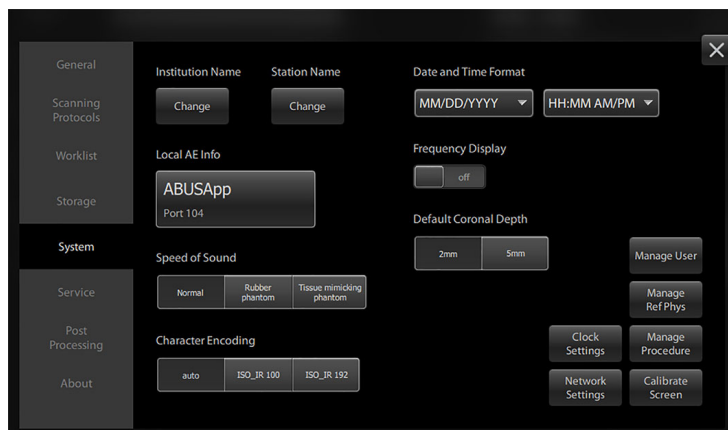 General
Scanning
Protocols
Worklist
Storage
System
Service
Post
Processing
About
Institution Name
Station Name
Change
Change
Local AE Info
ABUSApp
Port 104
Speed of Sound
Normal
Rubber
phantom
Tissue mimicking
phantom
Character Encoding
auto
ISO_IR 100
ISO_IR 192
Date and Time Format
MM/DD/YYYY
HH:MM AM/PM
Frequency Display
off
Default Coronal Depth
2mm
5mm
Manage User
Manage
Ref Phys
Clock
Settings
Manage
Procedure
Network
Settings
Calibrate
Screen